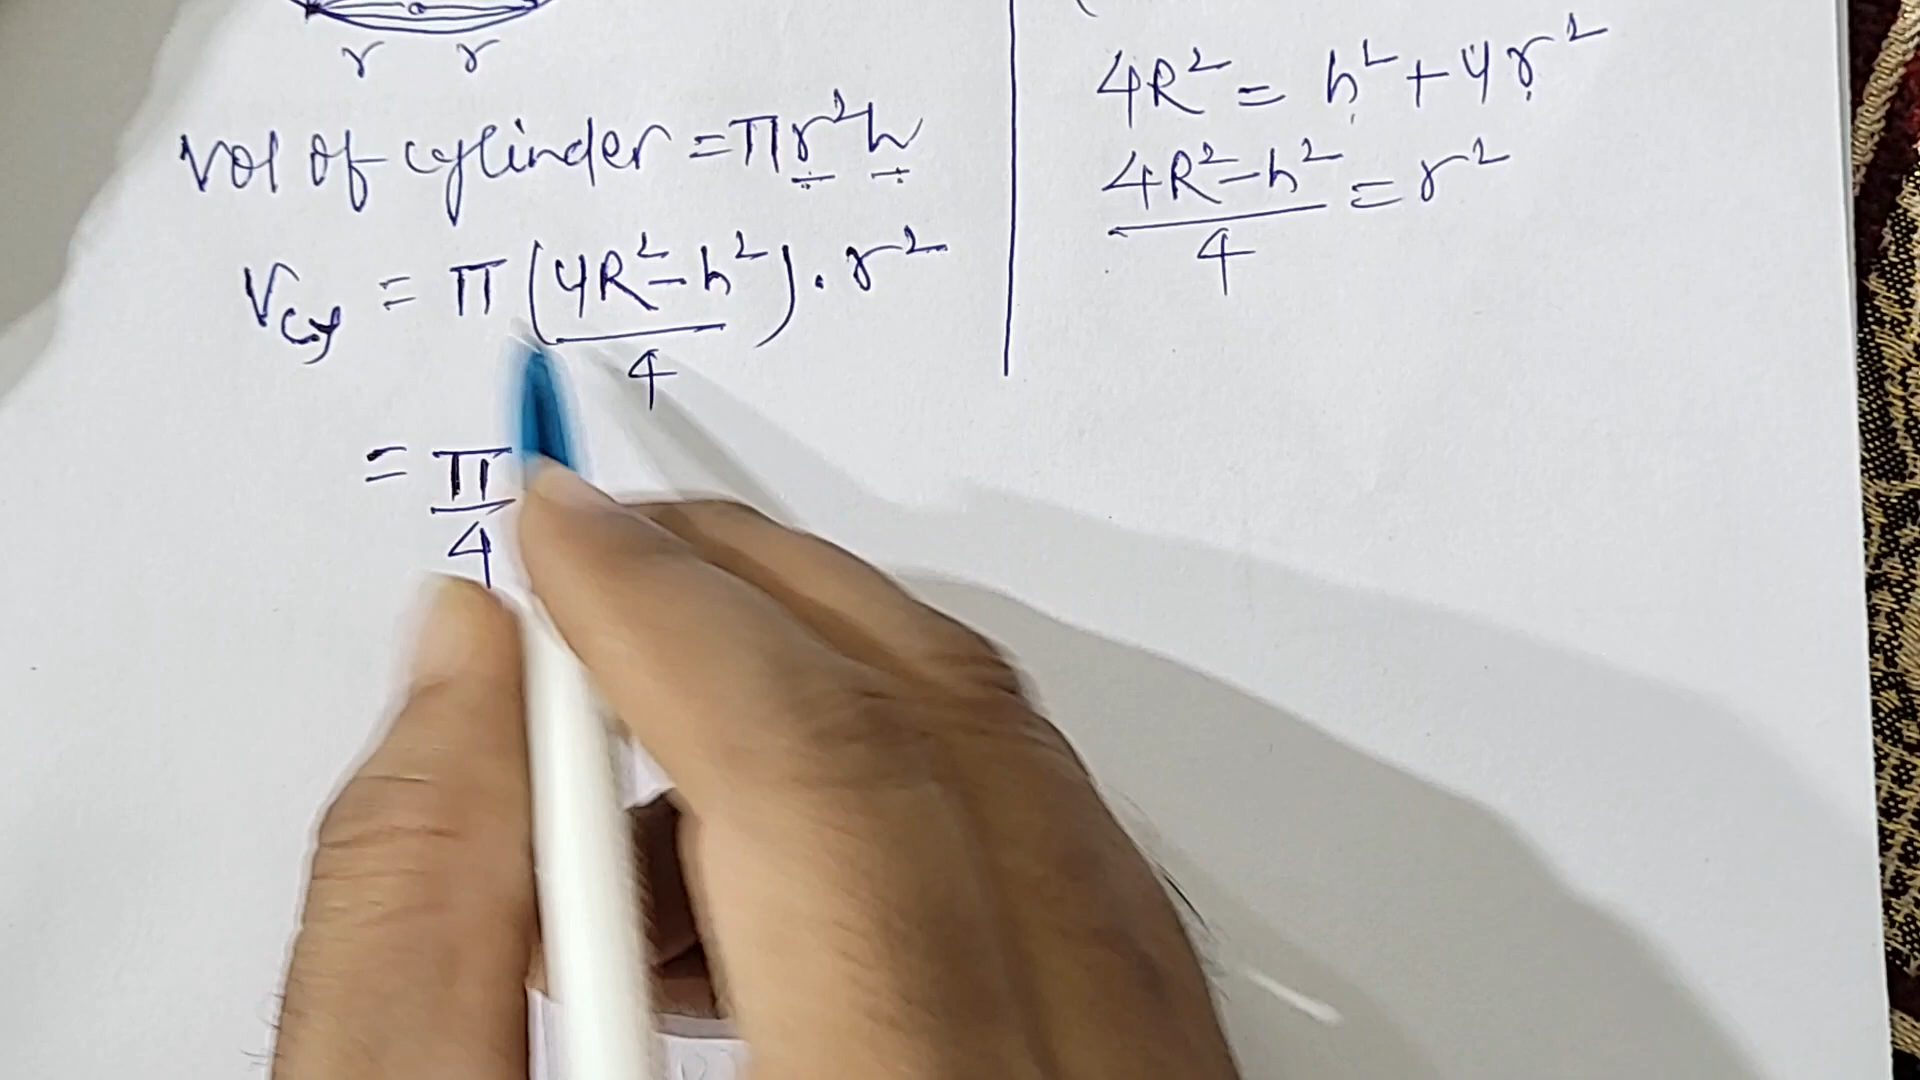 r r
Vol of cylinder = πr²h
V_cy = π(4R²-h²/4).r²
= π/4
4R² = h²+4r²
4R²-h²/4 = r²